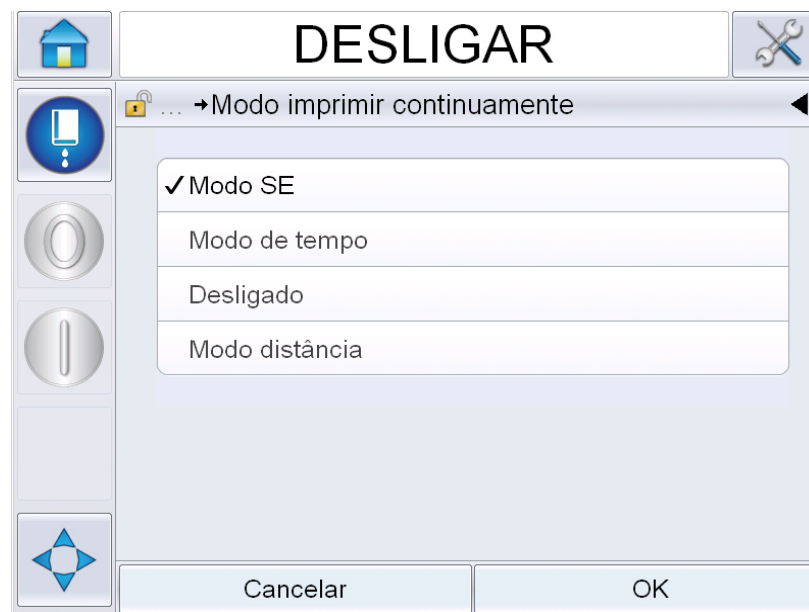 DESLIGAR
... →Modo imprimir continuamente
✓Modo SE
Modo de tempo
Desligado
Modo distância
Cancelar
OK